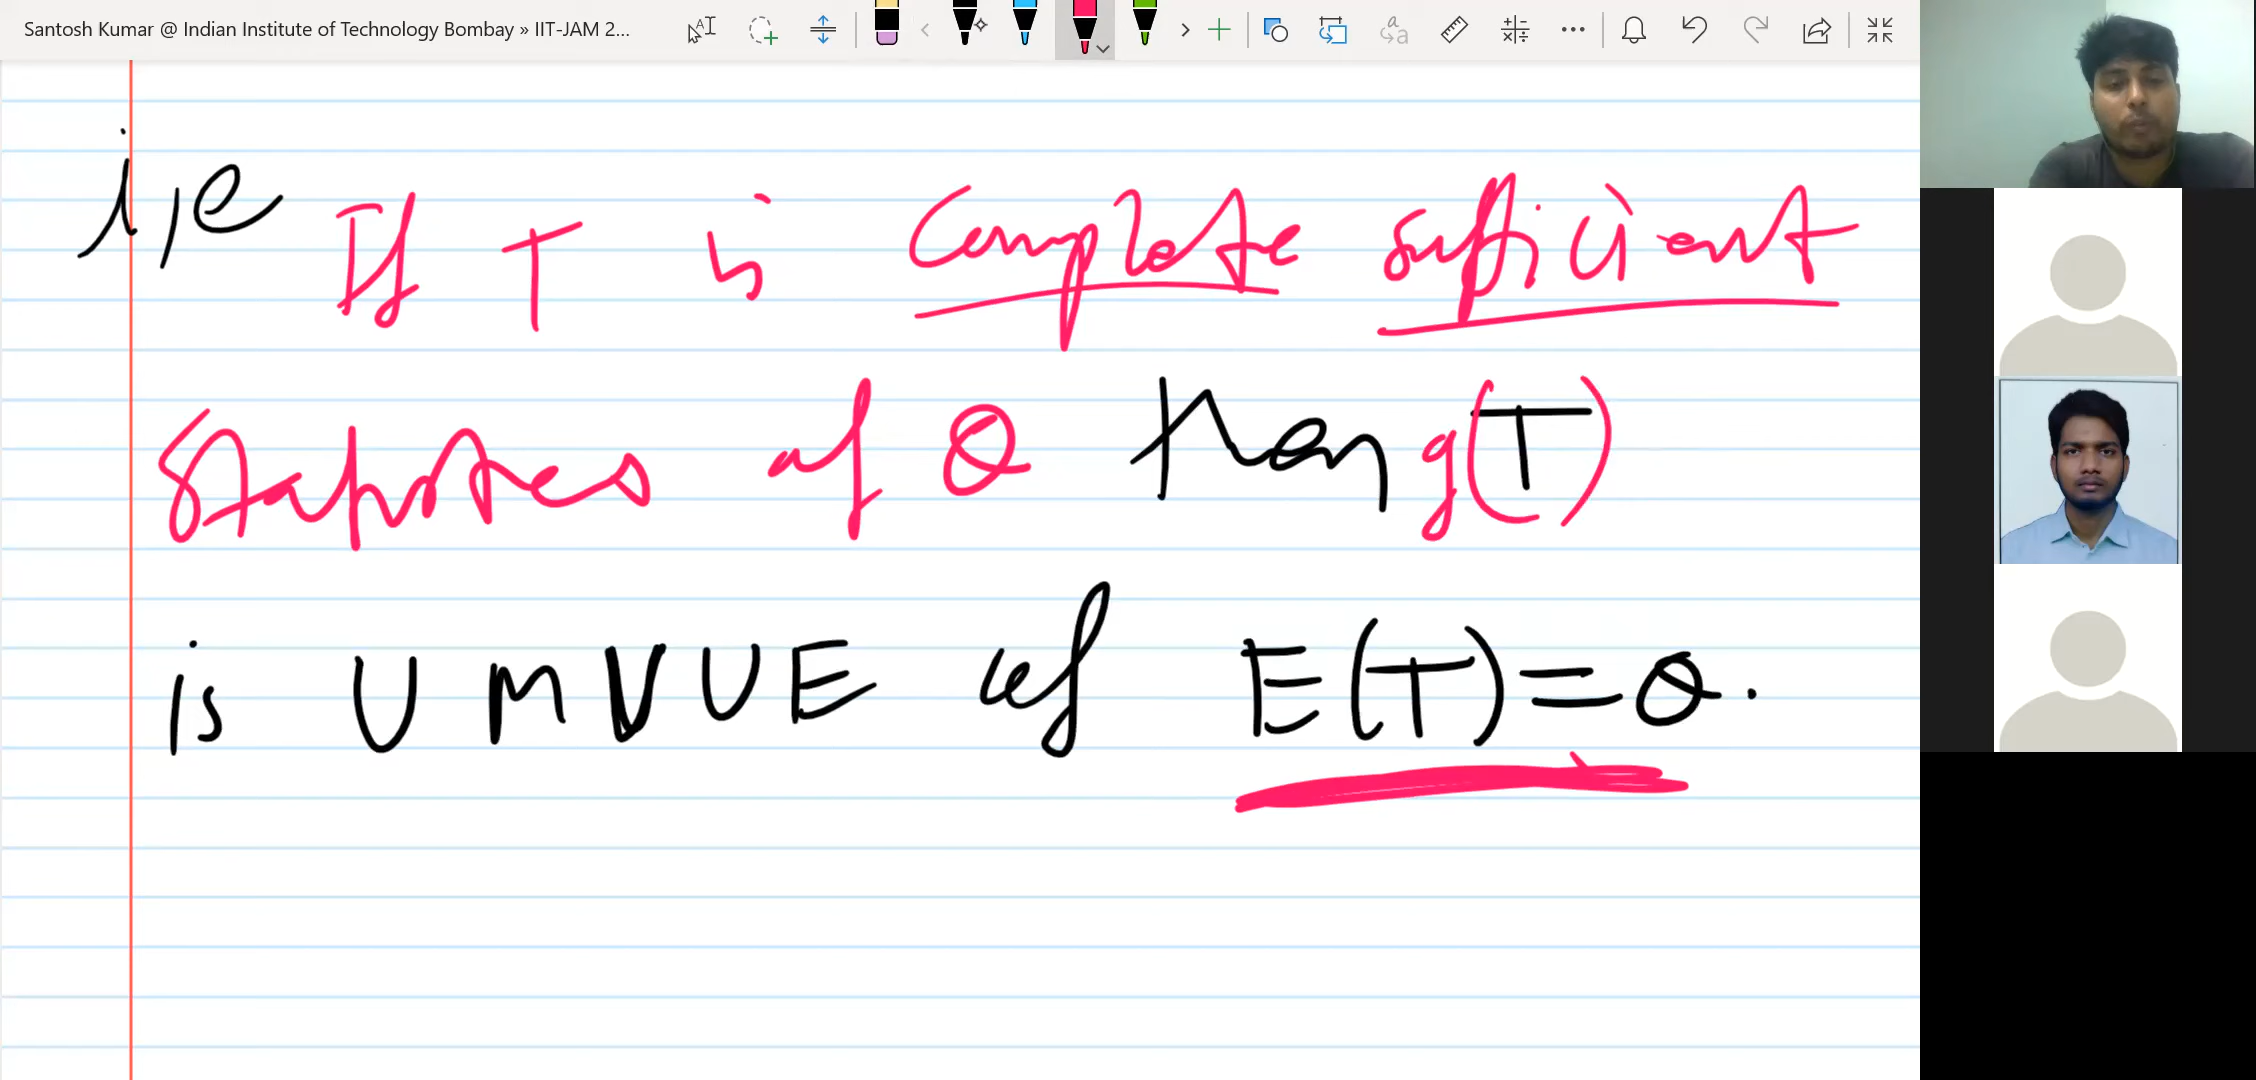 Santosh Kumar @ Indian Institute of Technology Bombay » IIT-JAM 2...
i,e If T is Complete sufficient
Statistics of θ then g(T)
is UMVUE of E(T)=θ.